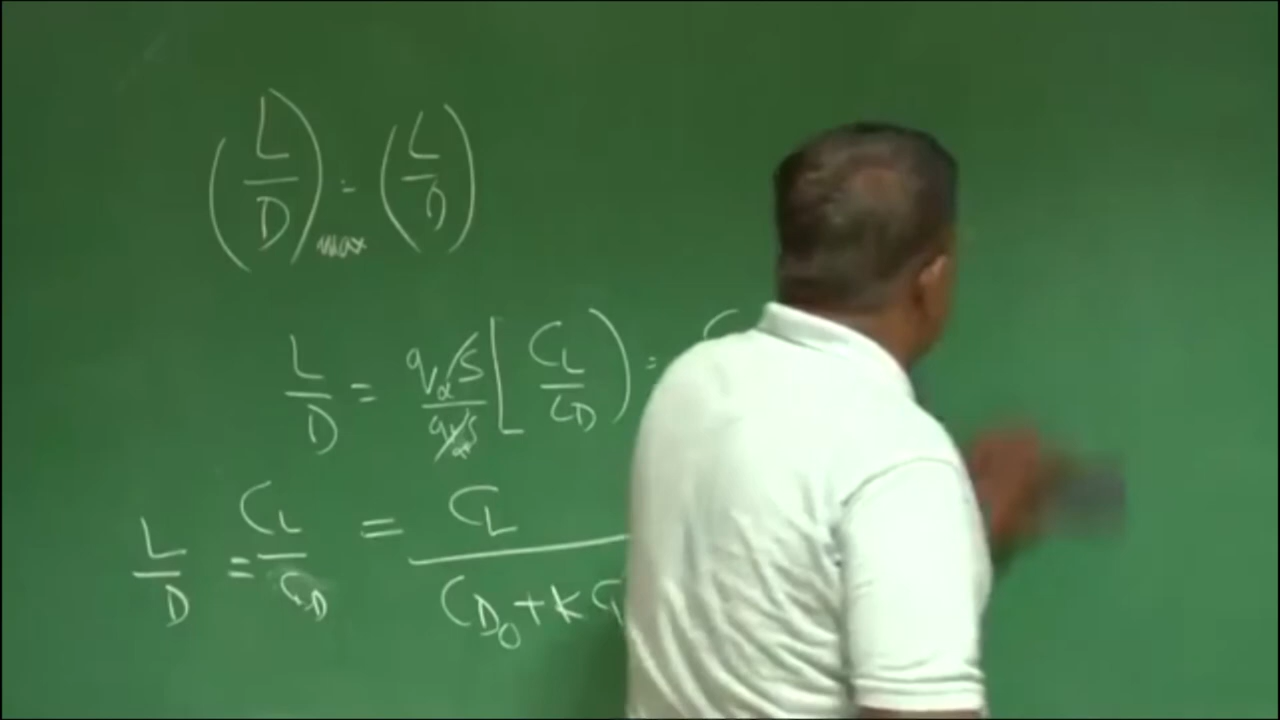 (L/D)max = (L/D)
L/D = q∞S/q∞S [CL/CD) = C
L/D = CL/CD = CL/CD0 + K C